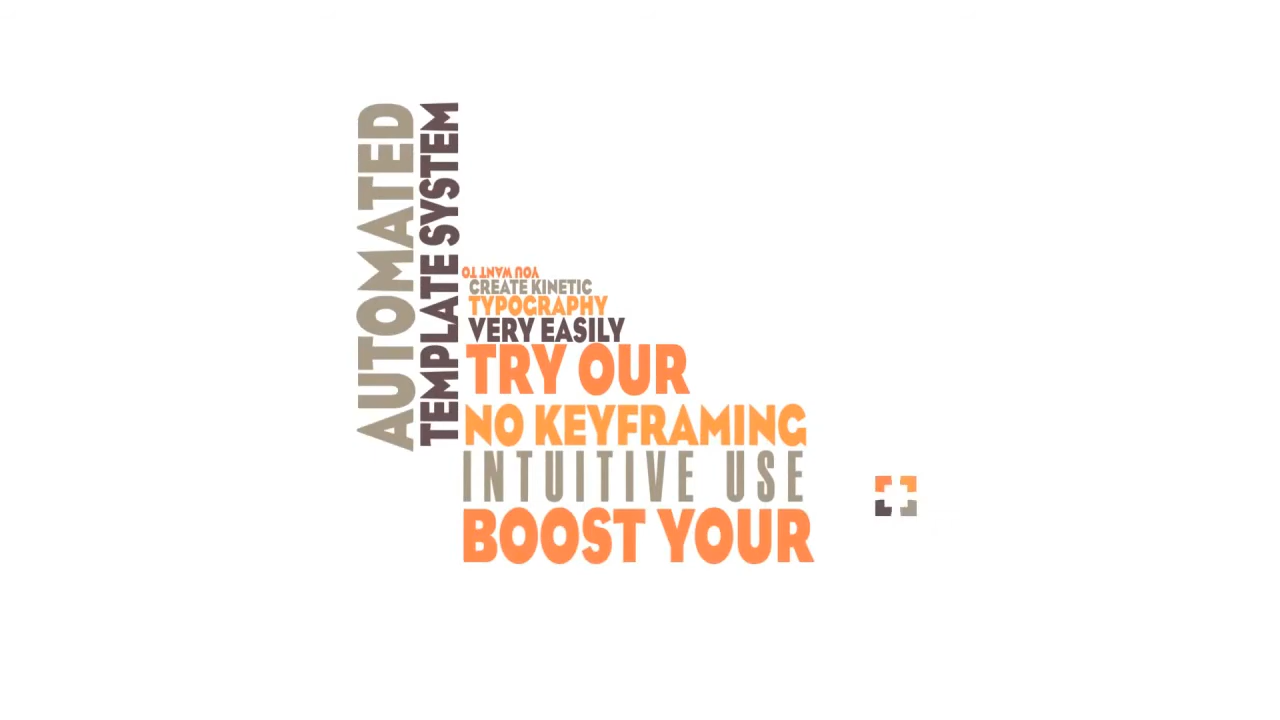 AUTOMATED
TEMPLATE SYSTEM
YOU WANT TO
CREATE KINETIC
TYPOGRAPHY
VERY EASILY
TRY OUR
NO KEYFRAMING
INTUITIVE USE
BOOST YOUR